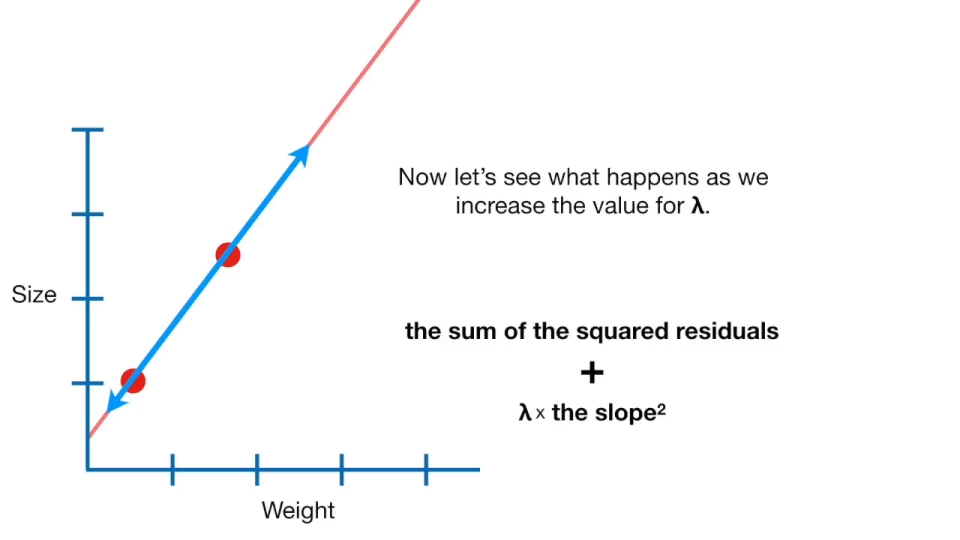 Now let's see what happens as we
increase the value for λ.
Size
the sum of the squared residuals
+
λ x the slope²
Weight